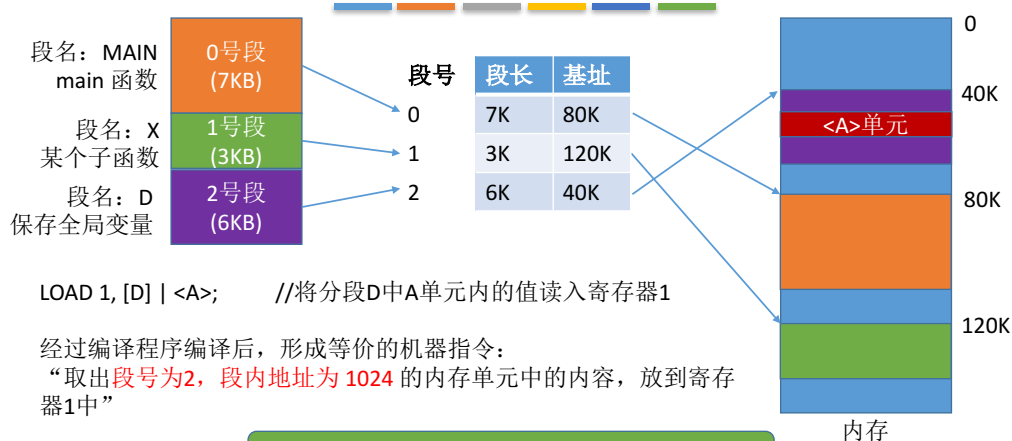 段名：MAIN
main 函数
0号段
(7KB)
段名：X
某个子函数
1号段
(3KB)
段名：D
保存全局变量
2号段
(6KB)
段号 段长 基址
0 7K 80K
1 3K 120K
2 6K 40K
0
40K
<A>单元
80K
120K
内存
LOAD 1, [D] | <A>; //将分段D中A单元内的值读入寄存器1
经过编译程序编译后，形成等价的机器指令：
“取出段号为2，段内地址为 1024 的内存单元中的内容，放到寄存
器1中”